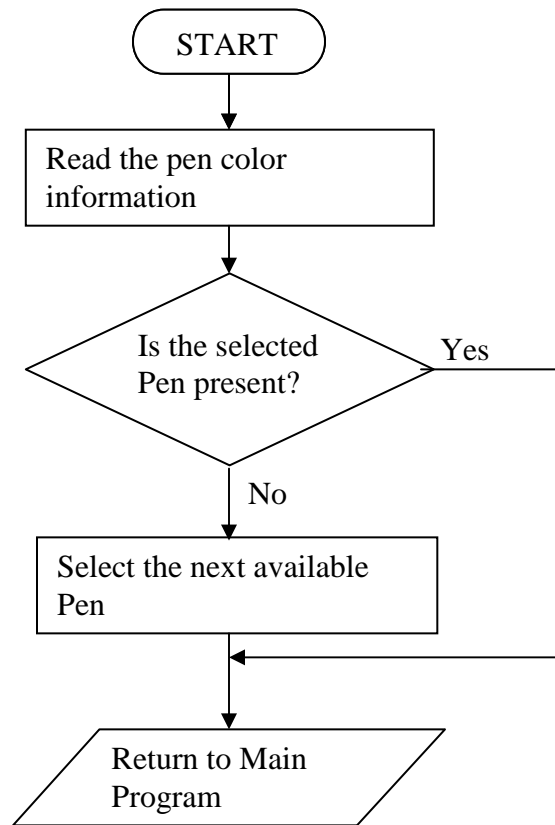 START
Read the pen color
information
Is the selected
Pen present?
Yes
No
Select the next available
Pen
Return to Main
Program